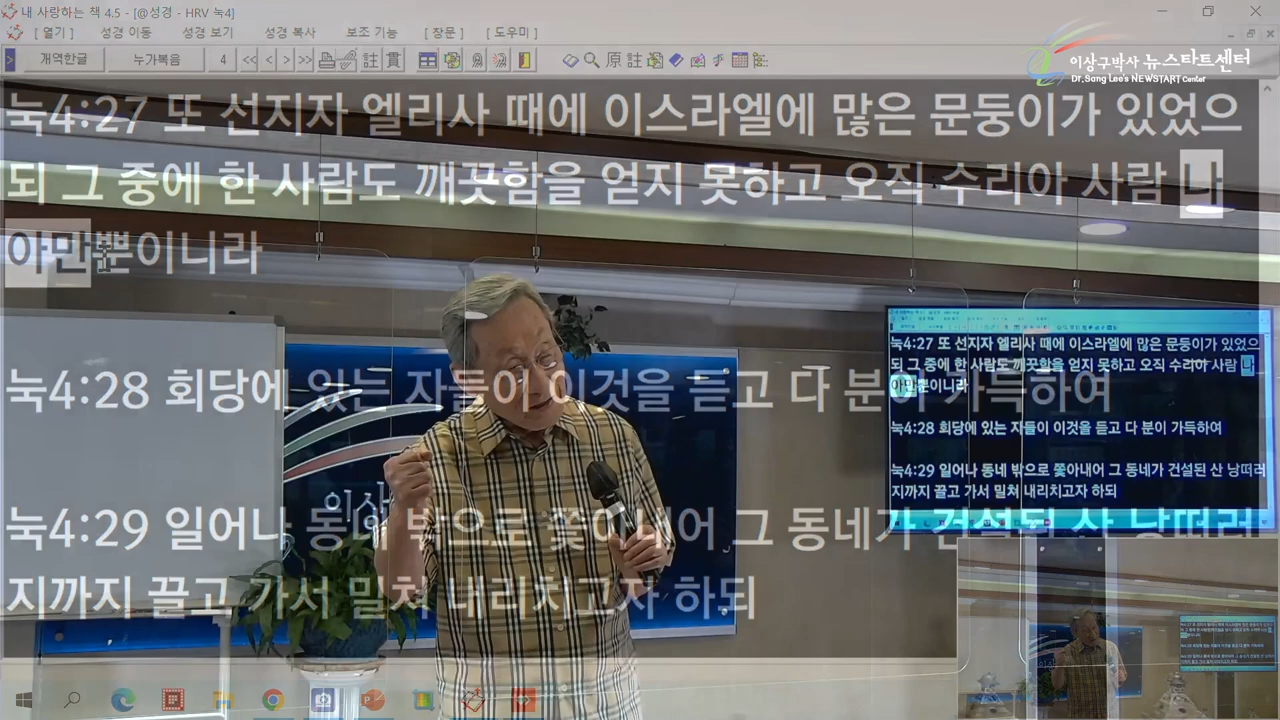 내 사랑하는 책 4.5 - [@성경 - HRV 눅4]
[ 열기 ] 성경 이동 성경 보기 성경 복사 보조 기능 [ 창문 ] [ 도우미 ]
개역한글 누가복음 4 << < > >> 註 貫 原 註
이상구박사 뉴스타트센터
Dr. Sang Lee's NEWSTART Center
눅4:27 또 선지자 엘리사 때에 이스라엘에 많은 문둥이가 있었으
되 그 중에 한 사람도 깨끗함을 얻지 못하고 오직 수리아 사람 나
아만뿐이니라
눅4:28 회당에 있는 자들이 이것을 듣고 다 분이 가득하여
눅4:29 일어나 동네 밖으로 쫓아내어 그 동네가 건설된 산 낭떠러
지까지 끌고 가서 밀쳐 내리치고자 하되
이상
눅4:27 또 선지자 엘리사 때에 이스라엘에 많은 문둥이가 있었으
되 그 중에 한 사람도 깨끗함을 얻지 못하고 오직 수리아 사람 나
아만뿐이니라
눅4:28 회당에 있는 자들이 이것을 듣고 다 분이 가득하여
눅4:29 일어나 동네 밖으로 쫓아내어 그 동네가 건설된 산 낭떠러
지까지 끌고 가서 밀쳐 내리치고자 하되